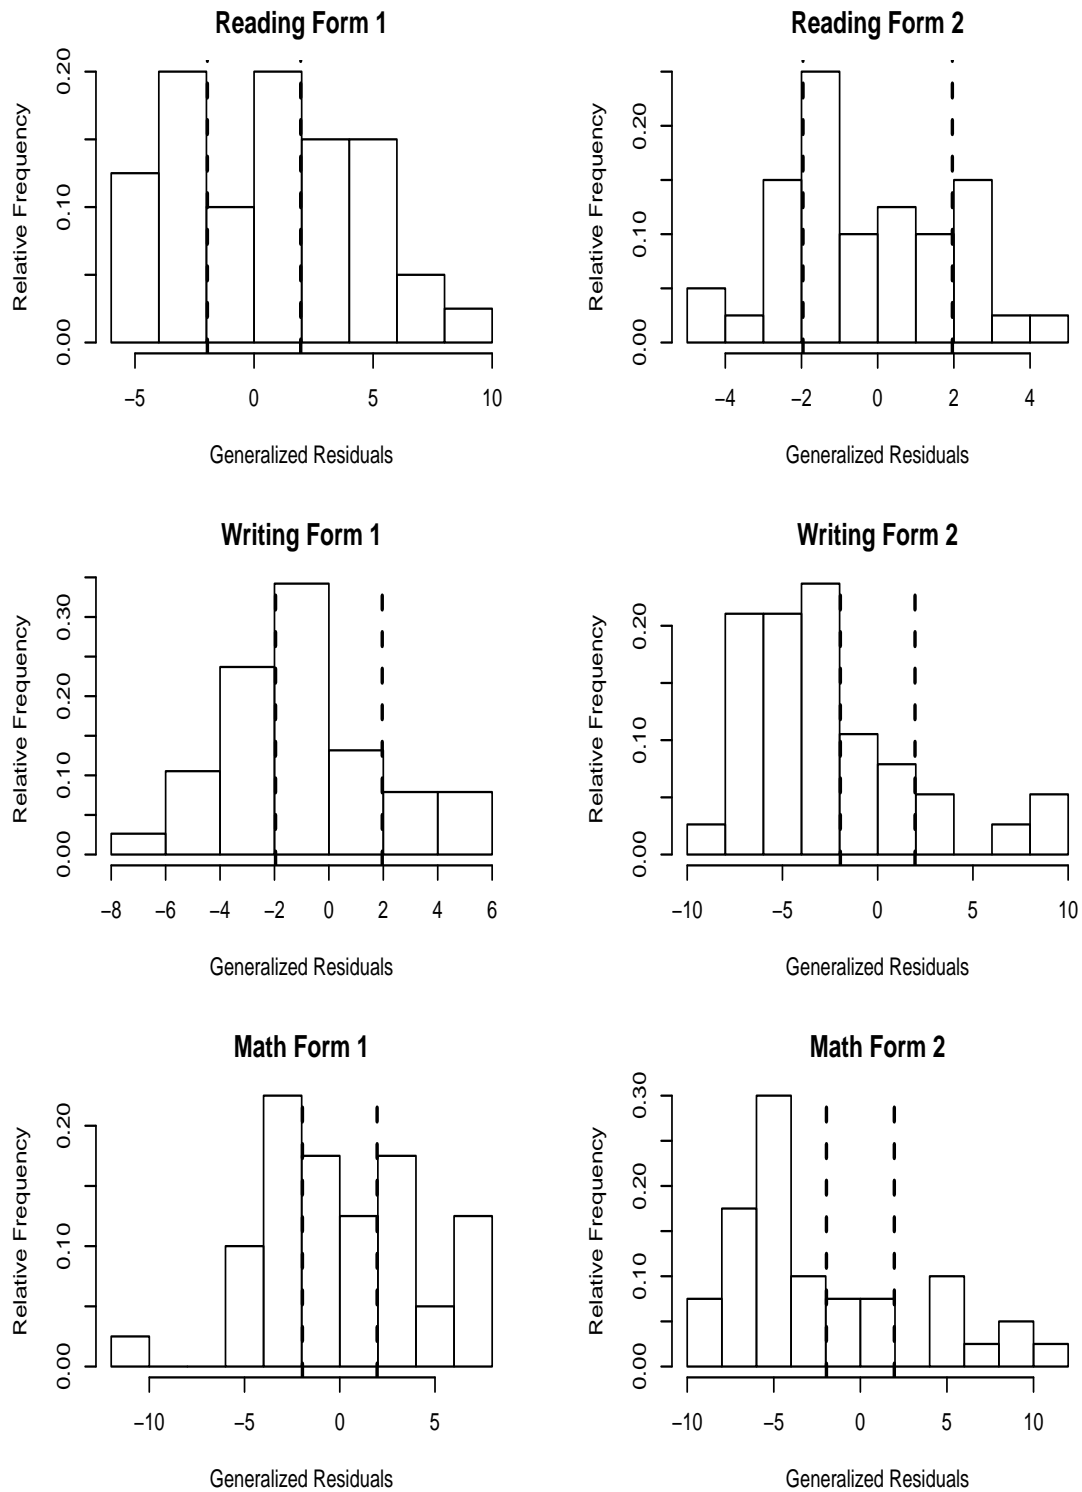 Reading Form 1
Relative Frequency
0.00 0.10 0.20
−5 0 5 10
Generalized Residuals
Reading Form 2
Relative Frequency
0.00 0.10 0.20
−4 −2 0 2 4
Generalized Residuals
Writing Form 1
Relative Frequency
0.00 0.10 0.20 0.30
−8 −6 −4 −2 0 2 4 6
Generalized Residuals
Writing Form 2
Relative Frequency
0.00 0.10 0.20
−10 −5 0 5 10
Generalized Residuals
Math Form 1
Relative Frequency
0.00 0.10 0.20
−10 −5 0 5
Generalized Residuals
Math Form 2
Relative Frequency
0.00 0.10 0.20 0.30
−10 −5 0 5 10
Generalized Residuals